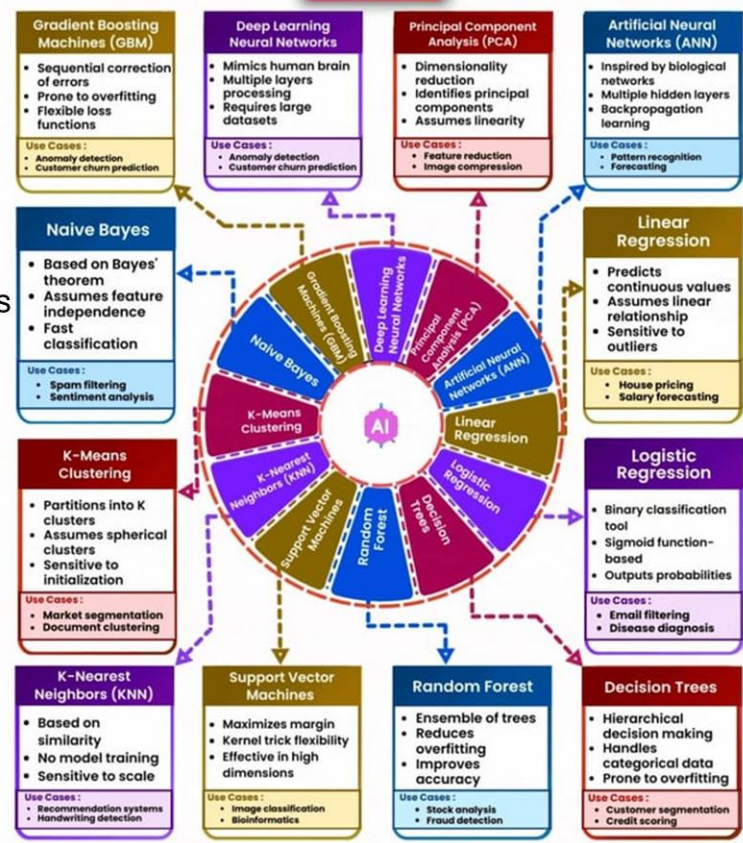 Gradient Boosting
Machines (GBM)
• Sequential correction
of errors
• Prone to overfitting
• Flexible loss
functions
Use Cases :
• Anomaly detection
• Customer churn prediction
Deep Learning
Neural Networks
• Mimics human brain
• Multiple layers
processing
• Requires large
datasets
Use Cases :
• Anomaly detection
• Customer churn prediction
Principal Component
Analysis (PCA)
• Dimensionality
reduction
• Identifies principal
components
• Assumes linearity
Use Cases :
• Feature reduction
• Image compression
Artificial Neural
Networks (ANN)
• Inspired by biological
networks
• Multiple hidden layers
• Backpropagation
learning
Use Cases :
• Pattern recognition
• Forecasting
Naive Bayes
• Based on Bayes'
theorem
• Assumes feature
independence
• Fast
classification
Use Cases :
• Spam filtering
• Sentiment analysis
s
Gradient Boosting
Machines (GBM)
Deep Learning
Neural Networks
Principal
Component
Analysis (PCA)
Artificial Neural
Networks (ANN)
Linear
Regression
Logistic
Regression
Decision
Trees
Random
Forest
Support Vector
Machines
K-Nearest
Neighbors (KNN)
K-Means
Clustering
Naive Bayes
AI
Linear
Regression
• Predicts
continuous values
• Assumes linear
relationship
• Sensitive to
outliers
Use Cases :
• House pricing
• Salary forecasting
K-Means
Clustering
• Partitions into K
clusters
• Assumes spherical
clusters
• Sensitive to
initialization
Use Cases :
• Market segmentation
• Document clustering
Logistic
Regression
• Binary classification
tool
• Sigmoid function-
based
• Outputs probabilities
Use Cases :
• Email filtering
• Disease diagnosis
K-Nearest
Neighbors (KNN)
• Based on
similarity
• No model training
• Sensitive to scale
Use Cases :
• Recommendation systems
• Handwriting detection
Support Vector
Machines
• Maximizes margin
• Kernel trick flexibility
• Effective in high
dimensions
Use Cases :
• Image classification
• Bioinformatics
Random Forest
• Ensemble of trees
• Reduces
overfitting
• Improves
accuracy
Use Cases :
• Stock analysis
• Fraud detection
Decision Trees
• Hierarchical
decision making
• Handles
categorical data
• Prone to overfitting
Use Cases :
• Customer segmentation
• Credit scoring